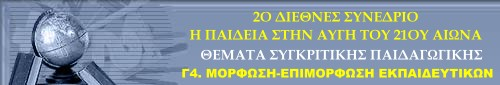 2Ο ΔΙΕΘΝΕΣ ΣΥΝΕΔΡΙΟ
Η ΠΑΙΔΕΙΑ ΣΤΗΝ ΑΥΓΗ ΤΟΥ 21ΟΥ ΑΙΩΝΑ
ΘΕΜΑΤΑ ΣΥΓΚΡΙΤΙΚΗΣ ΠΑΙΔΑΓΩΓΙΚΗΣ
Γ4. ΜΟΡΦΩΣΗ-ΕΠΙΜΟΡΦΩΣΗ ΕΚΠΑΙΔΕΥΤΙΚΩΝ